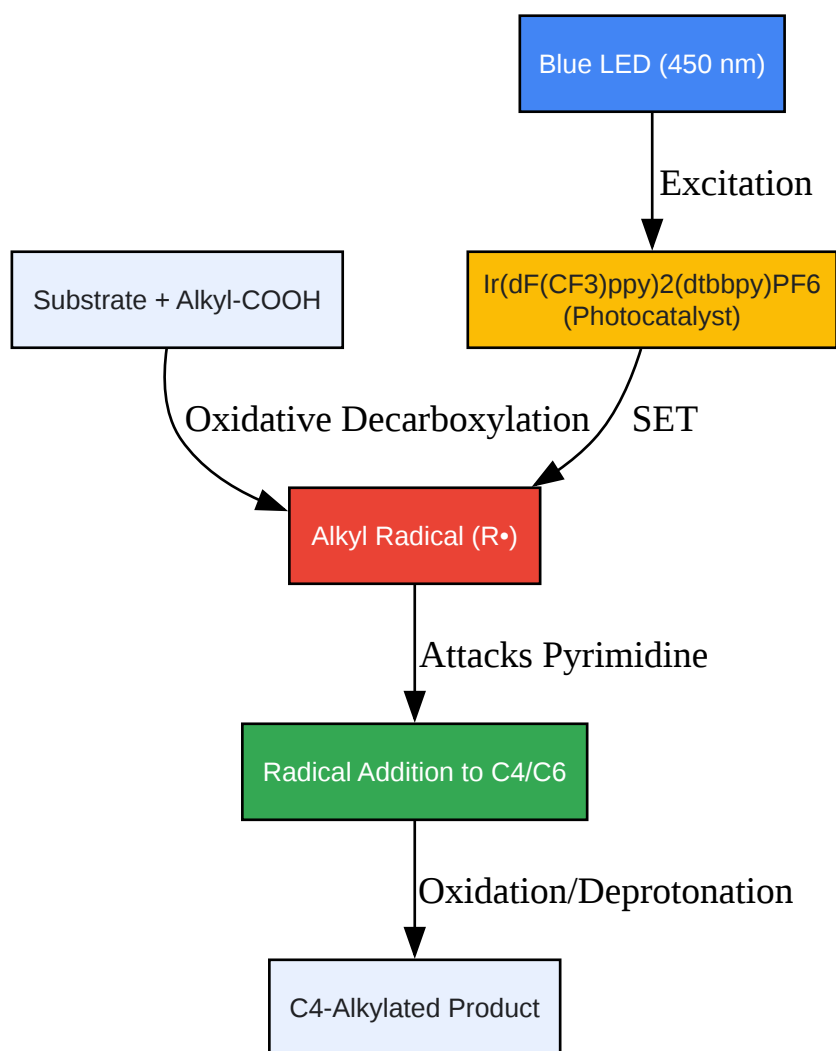 Blue LED (450 nm)
Excitation
Substrate + Alkyl-COOH
Ir(dF(CF3)ppy)2(dtbbpy)PF6
(Photocatalyst)
Oxidative Decarboxylation
SET
Alkyl Radical (R•)
Attacks Pyrimidine
Radical Addition to C4/C6
Oxidation/Deprotonation
C4-Alkylated Product